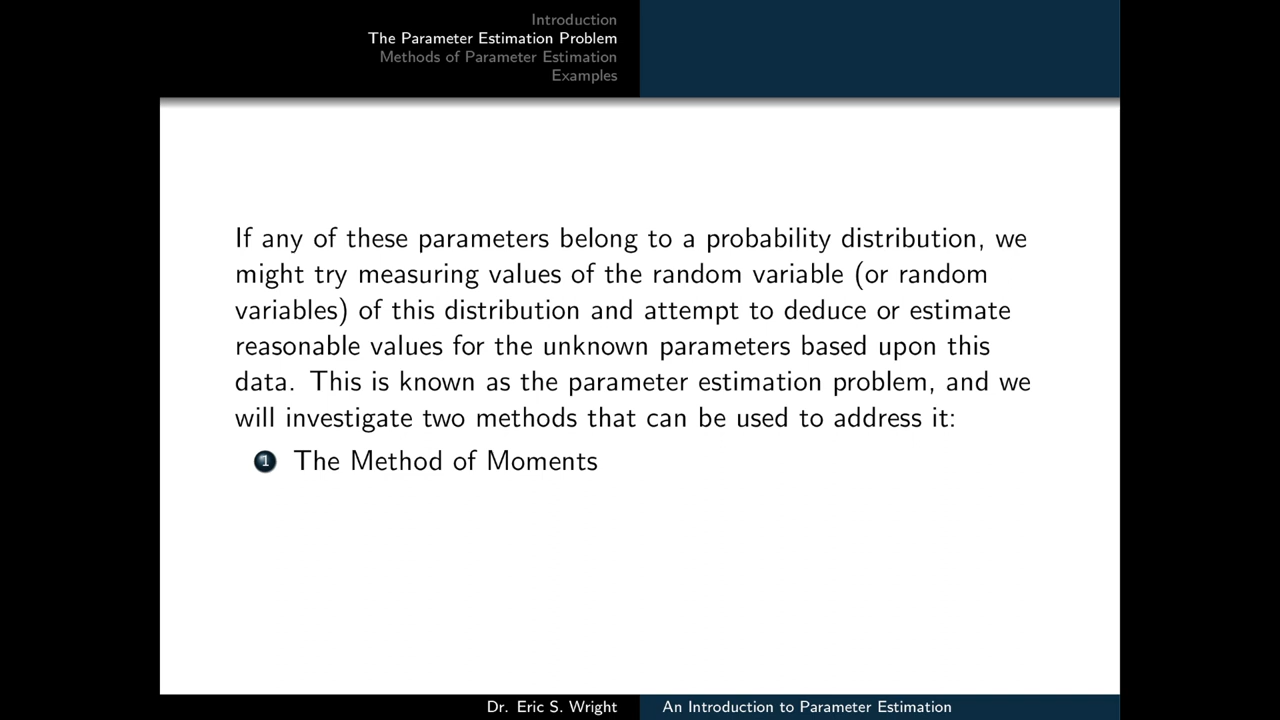 Introduction
The Parameter Estimation Problem
Methods of Parameter Estimation
Examples
If any of these parameters belong to a probability distribution, we
might try measuring values of the random variable (or random
variables) of this distribution and attempt to deduce or estimate
reasonable values for the unknown parameters based upon this
data. This is known as the parameter estimation problem, and we
will investigate two methods that can be used to address it:
1 The Method of Moments
Dr. Eric S. Wright An Introduction to Parameter Estimation